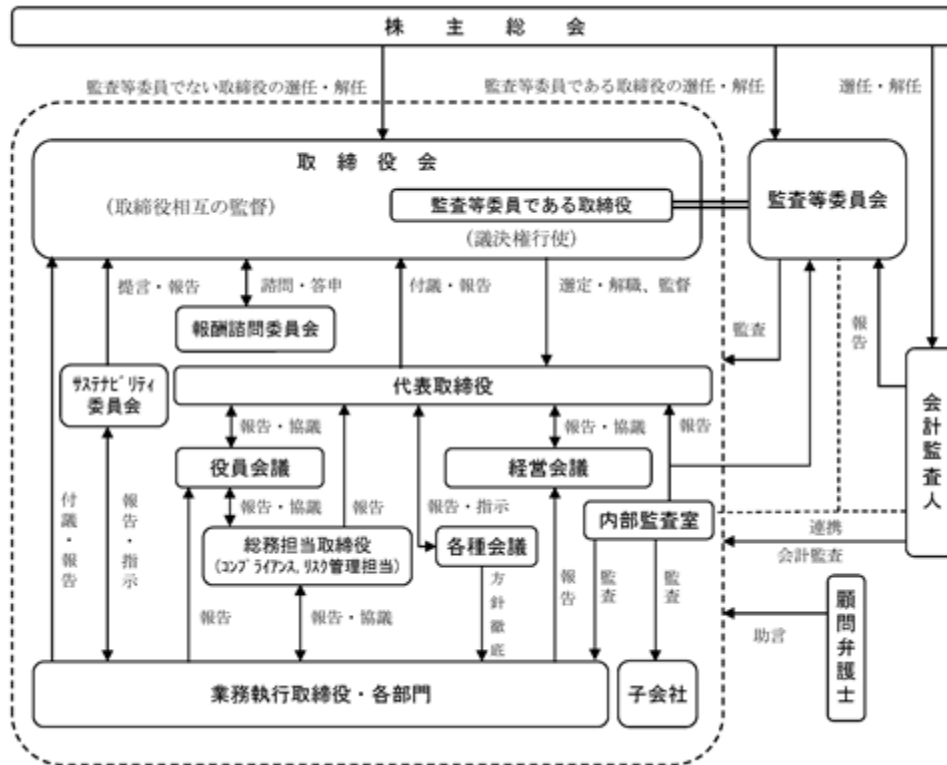 株主総会
監査等委員でない取締役の選任・解任
監査等委員である取締役の選任・解任
選任・解任
取締役会
(取締役相互の監督)
監査等委員である取締役
(議決権行使)
監査等委員会
提言・報告
諮問・答申
付議・報告
選定・解職、監督
監査
報告
報酬諮問委員会
サステナビリティ
委員会
代表取締役
会計監査人
報告・協議
報告・協議
報告
役員会議
経営会議
付議・報告
報告・指示
報告・協議
報告
報告・指示
内部監査室
総務担当取締役
(コンプライアンス,リスク管理担当)
各種会議
連携
会計監査
報告
報告・協議
方針徹底
報告
監査
監査
顧問弁護士
助言
業務執行取締役・各部門
子会社